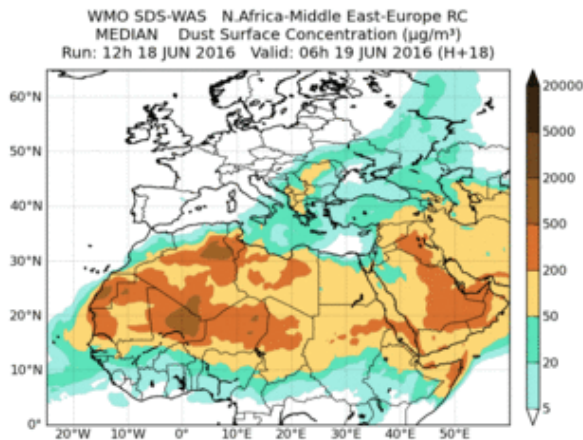 WMO SDS-WAS N.Africa-Middle East-Europe RC
MEDIAN Dust Surface Concentration (µg/m³)
Run: 12h 18 JUN 2016 Valid: 06h 19 JUN 2016 (H+18)
60°N
50°N
40°N
30°N
20°N
10°N
0°
20°W
10°W
0°
10°E
20°E
30°E
40°E
50°E
20000
5000
2000
500
200
50
20
5